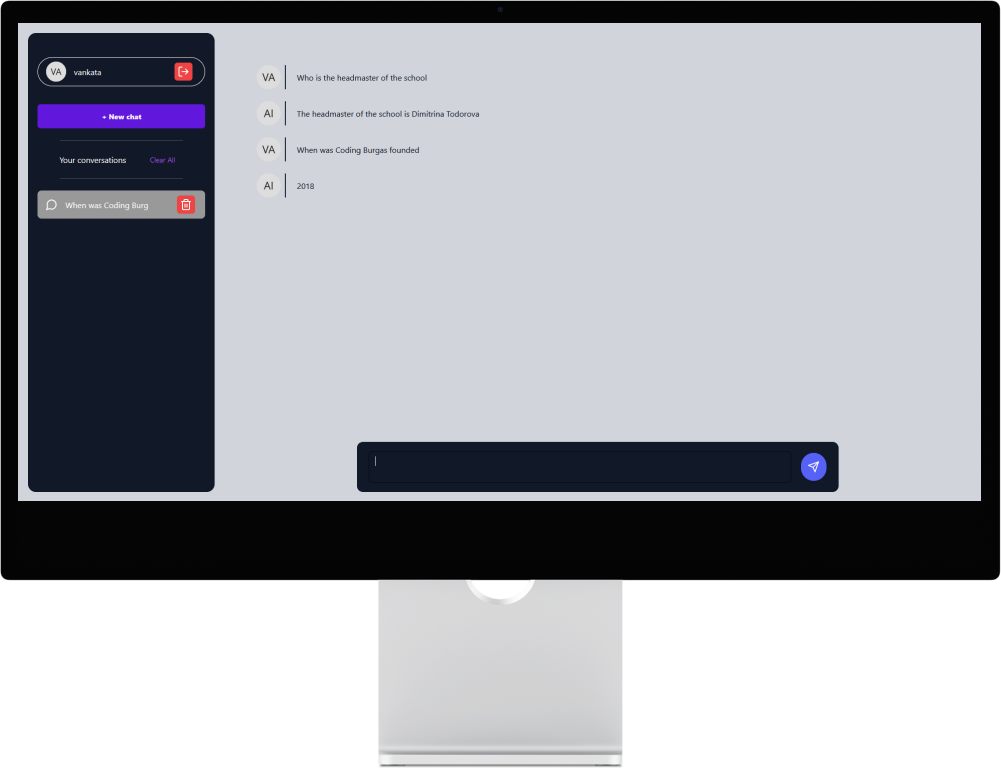 VA
vankata
+ New chat
Your conversations
Clear All
When was Coding Burg
VA
Who is the headmaster of the school
AI
The headmaster of the school is Dimitrina Todorova
VA
When was Coding Burgas founded
AI
2018